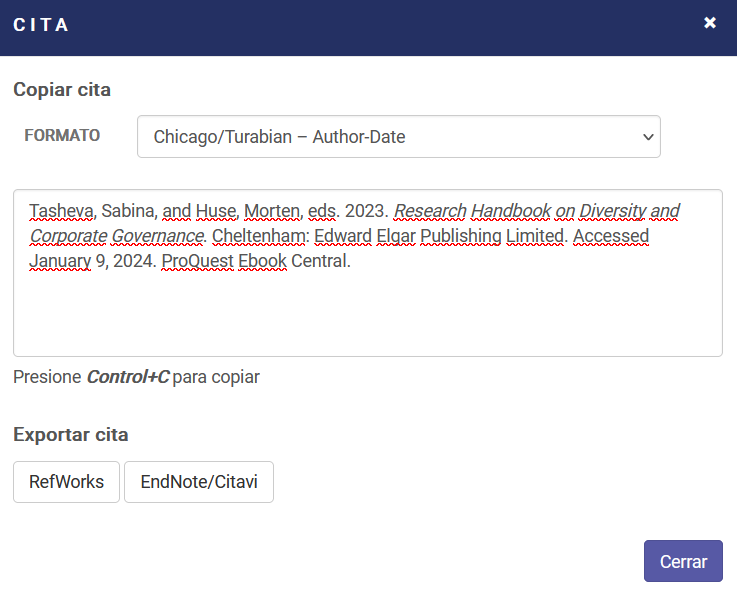 CITA
Copiar cita
FORMATO
Chicago/Turabian – Author-Date
Tasheva, Sabina, and Huse, Morten, eds. 2023. Research Handbook on Diversity and
Corporate Governance. Cheltenham: Edward Elgar Publishing Limited. Accessed
January 9, 2024. ProQuest Ebook Central.
Presione Control+C para copiar
Exportar cita
RefWorks
EndNote/Citavi
Cerrar